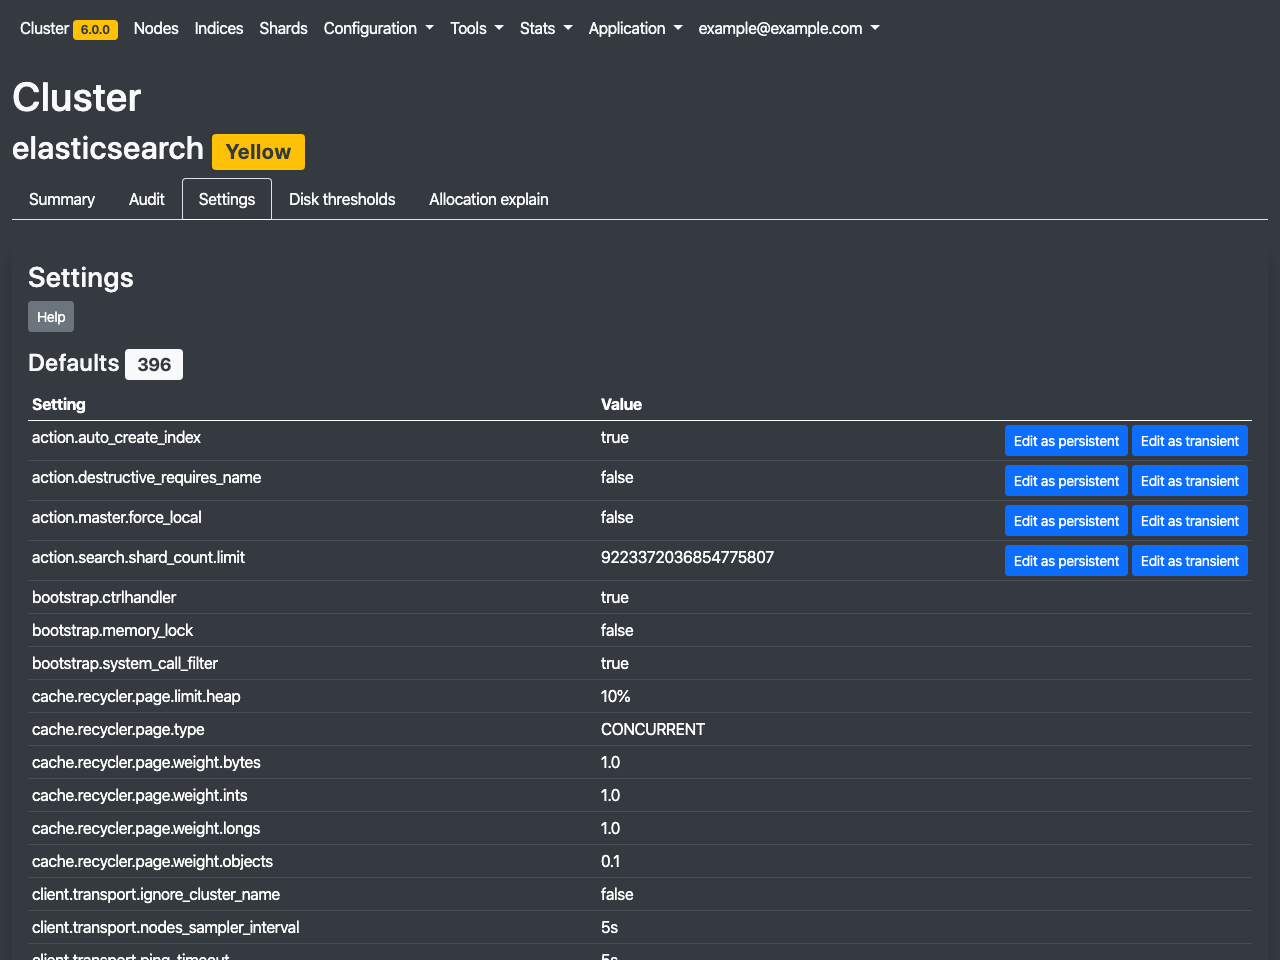 Cluster 6.0.0 Nodes Indices Shards Configuration Tools Stats Application example@example.com
Cluster
elasticsearch Yellow
Summary Audit Settings Disk thresholds Allocation explain
Settings
Help
Defaults 396
Setting Value
action.auto_create_index true Edit as persistent Edit as transient
action.destructive_requires_name false Edit as persistent Edit as transient
action.master.force_local false Edit as persistent Edit as transient
action.search.shard_count.limit 9223372036854775807 Edit as persistent Edit as transient
bootstrap.ctrlhandler true
bootstrap.memory_lock false
bootstrap.system_call_filter true
cache.recycler.page.limit.heap 10%
cache.recycler.page.type CONCURRENT
cache.recycler.page.weight.bytes 1.0
cache.recycler.page.weight.ints 1.0
cache.recycler.page.weight.longs 1.0
cache.recycler.page.weight.objects 0.1
client.transport.ignore_cluster_name false
client.transport.nodes_sampler_interval 5s
client.transport.ping_timeout 5s